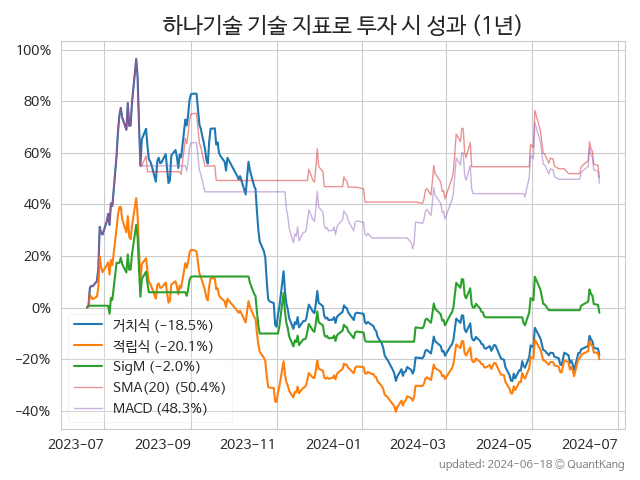 하나기술 기술 지표로 투자 시 성과 (1년)
100%
80%
60%
40%
20%
0%
−20%
−40%
거치식 (−18.5%)
적립식 (−20.1%)
SigM (−2.0%)
SMA(20) (50.4%)
MACD (48.3%)
2023−07 2023−09 2023−11 2024−01 2024−03 2024−05 2024−07
updated: 2024−06−18 ⓒ QuantKang